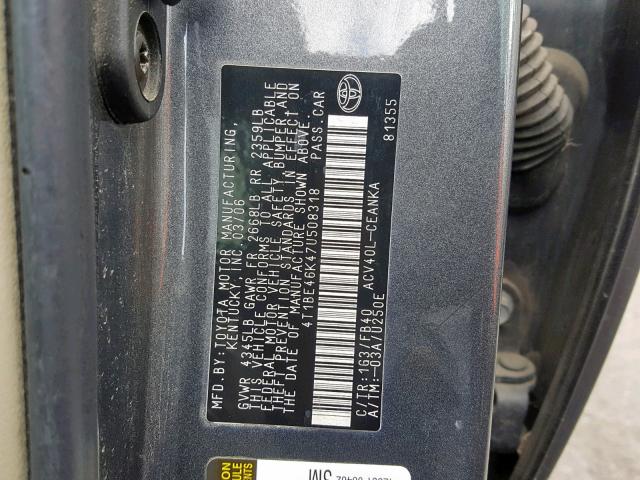 MFD. BY: TOYOTA MOTOR MANUFACTURING,
KENTUCKY, INC. 03/06
GVWR 4345LB GAWR FR 2668LB RR 2359LB
THIS VEHICLE CONFORMS TO ALL APPLICABLE
FEDERAL MOTOR VEHICLE SAFETY, BUMPER, AND
THEFT PREVENTION STANDARDS IN EFFECT ON
THE DATE OF MANUFACTURE SHOWN ABOVE.
4T1BE46K47U508318 PASS. CAR
C/TR: 1G3/FB40 ACV40L-CEANKA
A/TM: -03A/U250E 81355
SM